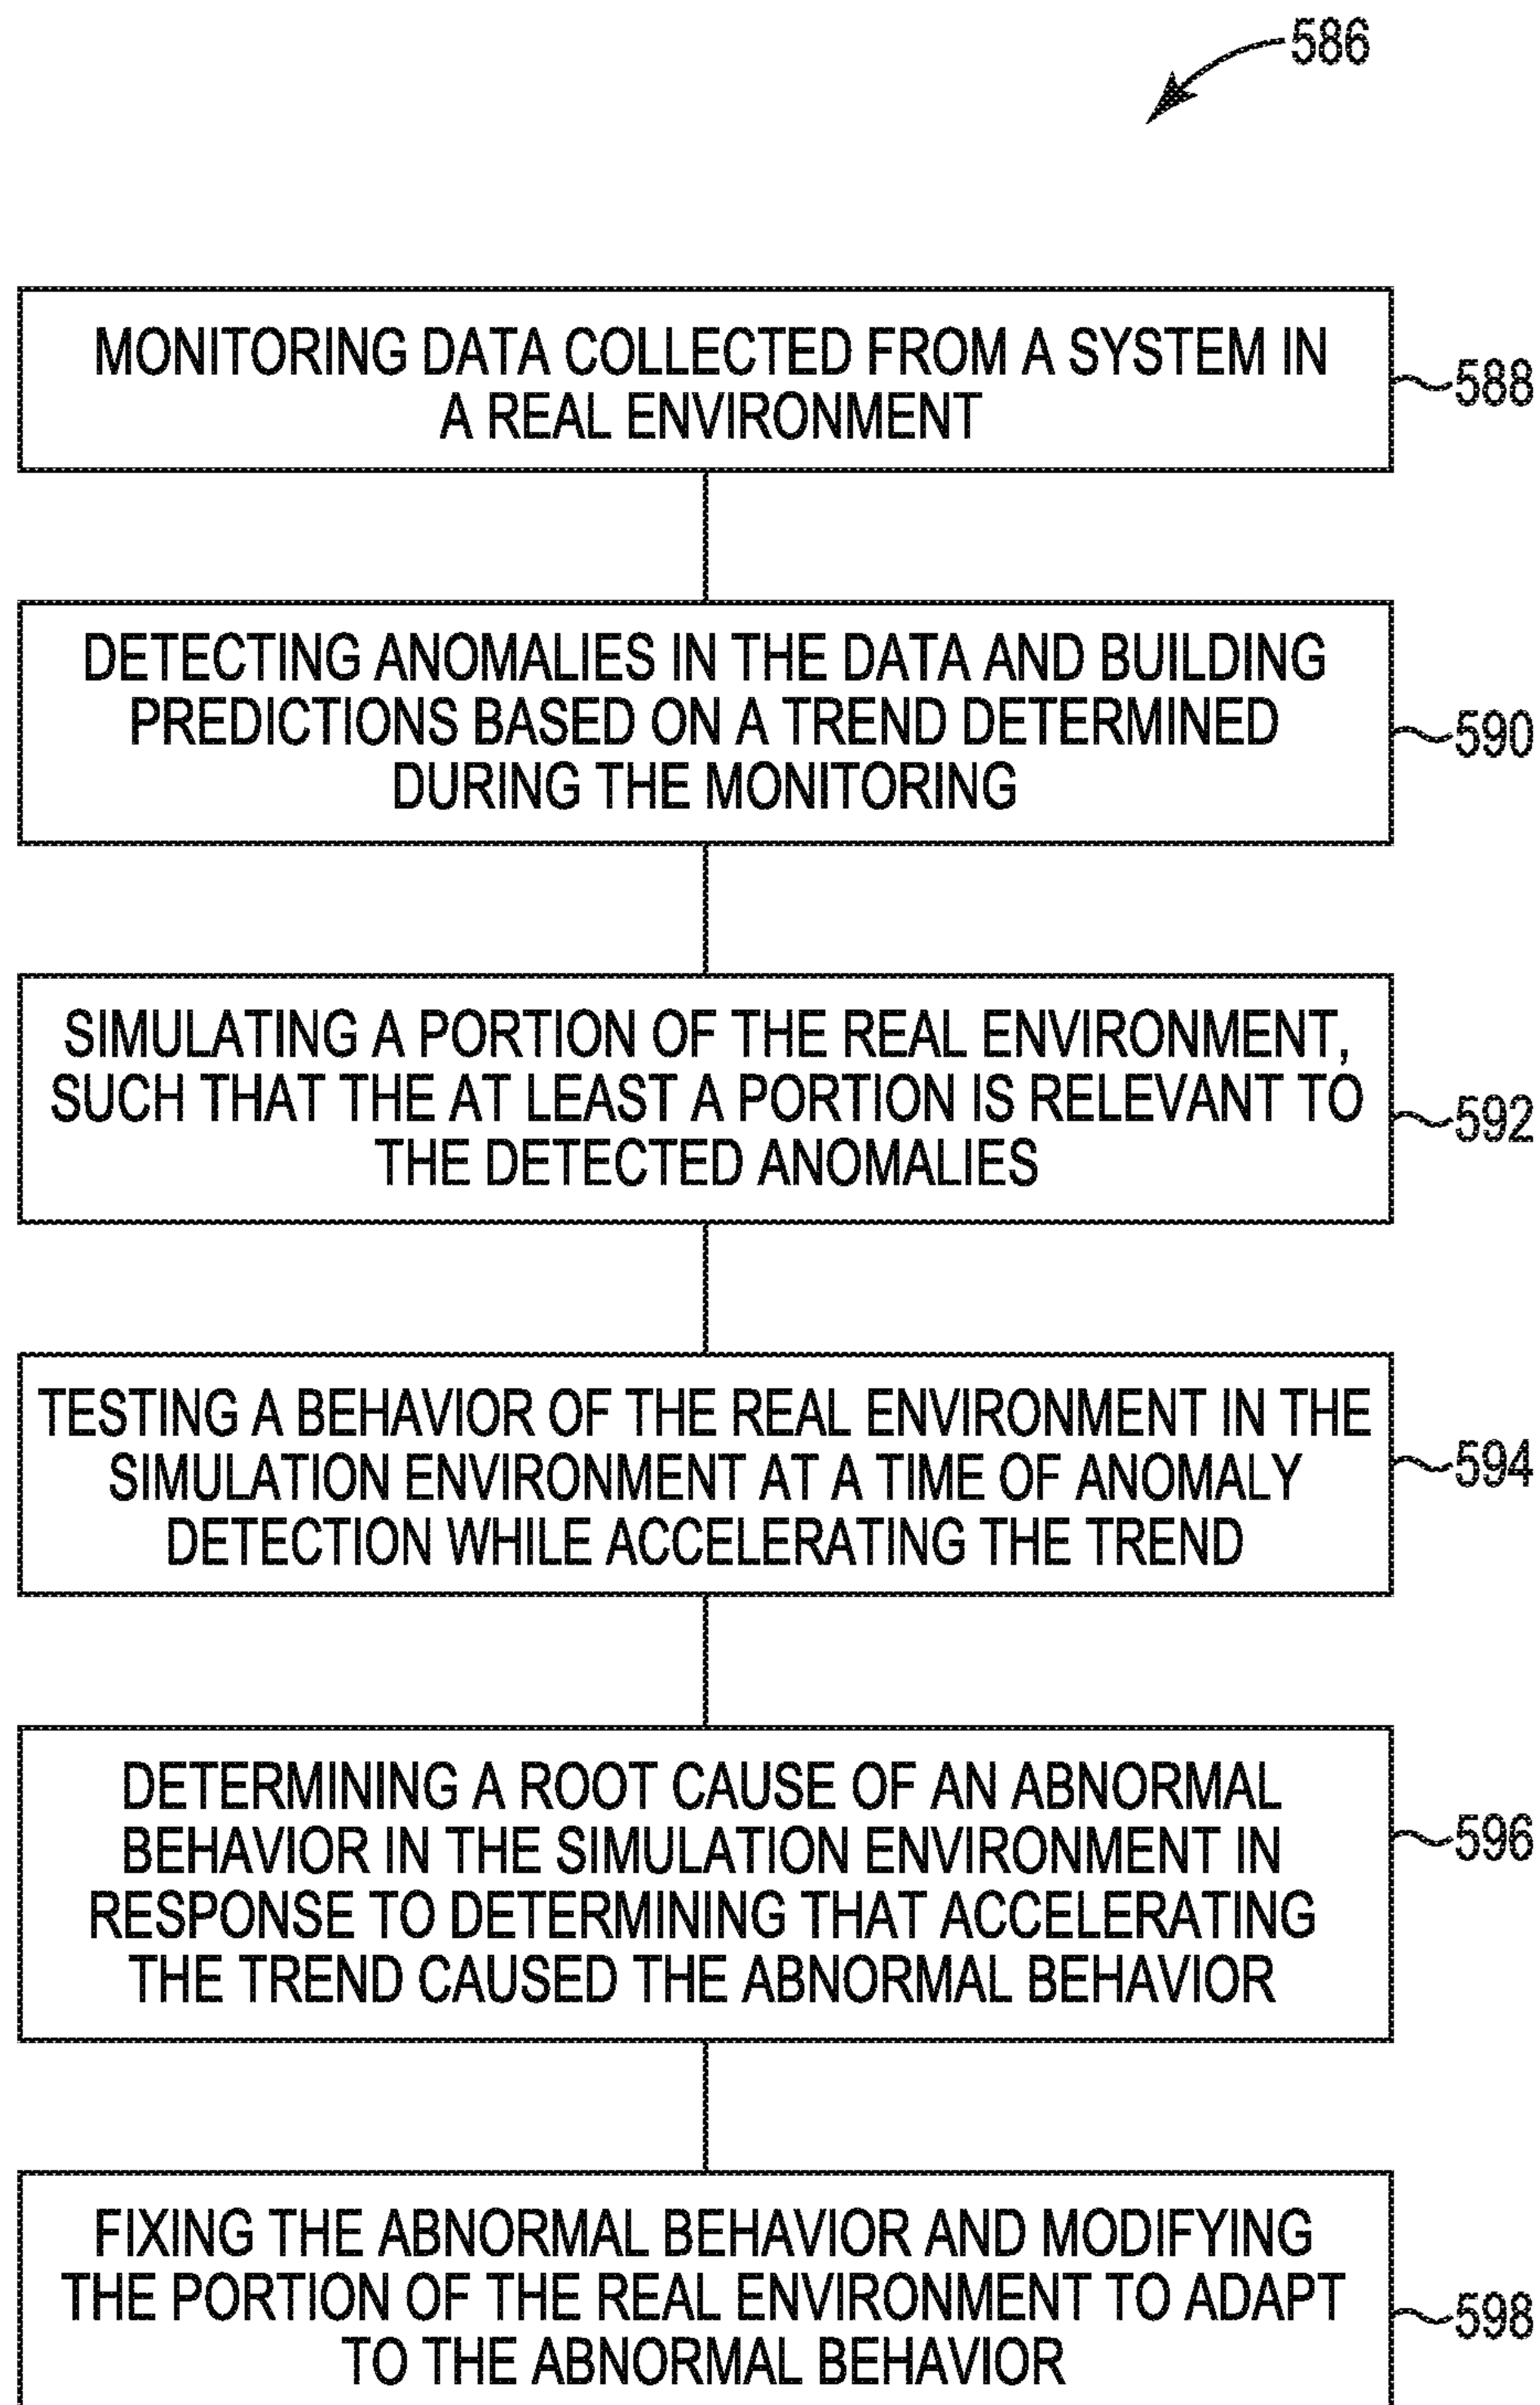 586
MONITORING DATA COLLECTED FROM A SYSTEM IN
A REAL ENVIRONMENT
588
DETECTING ANOMALIES IN THE DATA AND BUILDING
PREDICTIONS BASED ON A TREND DETERMINED
DURING THE MONITORING
590
SIMULATING A PORTION OF THE REAL ENVIRONMENT,
SUCH THAT THE AT LEAST A PORTION IS RELEVANT TO
THE DETECTED ANOMALIES
592
TESTING A BEHAVIOR OF THE REAL ENVIRONMENT IN THE
SIMULATION ENVIRONMENT AT A TIME OF ANOMALY
DETECTION WHILE ACCELERATING THE TREND
594
DETERMINING A ROOT CAUSE OF AN ABNORMAL
BEHAVIOR IN THE SIMULATION ENVIRONMENT IN
RESPONSE TO DETERMINING THAT ACCELERATING
THE TREND CAUSED THE ABNORMAL BEHAVIOR
596
FIXING THE ABNORMAL BEHAVIOR AND MODIFYING
THE PORTION OF THE REAL ENVIRONMENT TO ADAPT
TO THE ABNORMAL BEHAVIOR
598